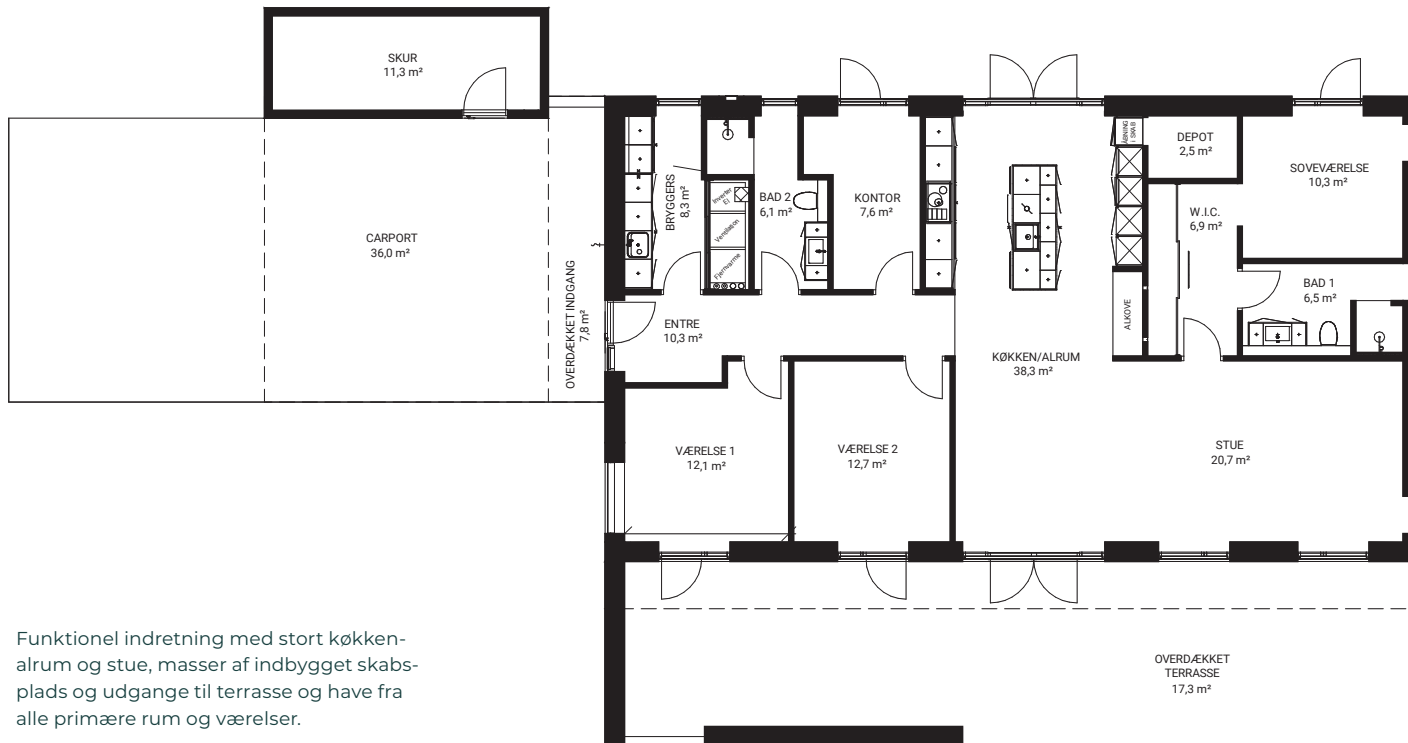 SKUR
11,3 m²
CARPORT
36,0 m²
OVERDÆKKET INDGANG
7,8 m²
BRYGGERS
8,3 m²
Inverter
El
Ventilation
Fjernvarme
BAD 2
6,1 m²
KONTOR
7,6 m²
ÅBNING
I SKAB
DEPOT
2,5 m²
SOVEVÆRELSE
10,3 m²
W.I.C.
6,9 m²
BAD 1
6,5 m²
ALKOVE
ENTRE
10,3 m²
KØKKEN/ALRUM
38,3 m²
VÆRELSE 1
12,1 m²
VÆRELSE 2
12,7 m²
STUE
20,7 m²
OVERDÆKKET
TERRASSE
17,3 m²
Funktionel indretning med stort køkken-
alrum og stue, masser af indbygget skabs-
plads og udgange til terrasse og have fra
alle primære rum og værelser.